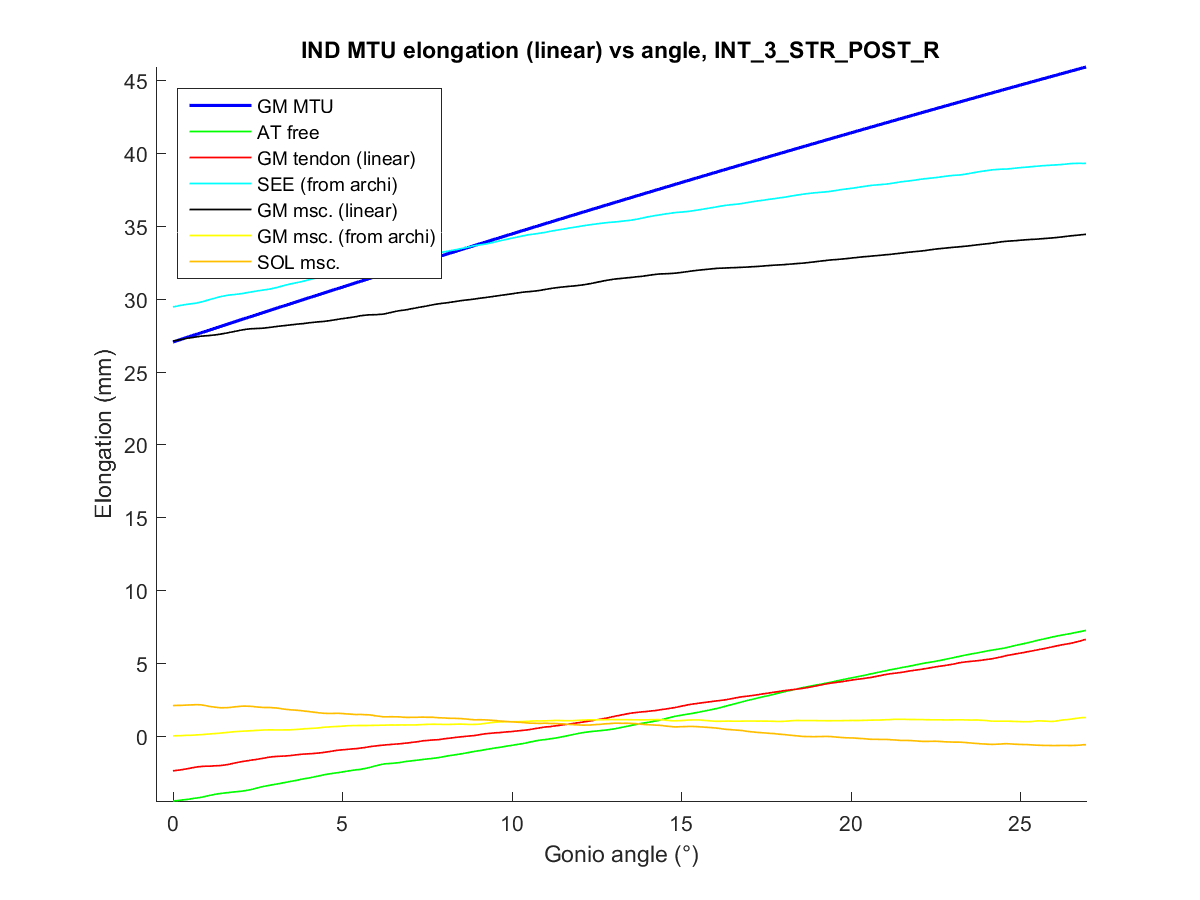 IND MTU elongation (linear) vs angle, INT_3_STR_POST_R
45
40
35
30
25
20
15
10
5
0
Elongation (mm)
GM MTU
AT free
GM tendon (linear)
SEE (from archi)
GM msc. (linear)
GM msc. (from archi)
SOL msc.
0 5 10 15 20 25
Gonio angle (°)